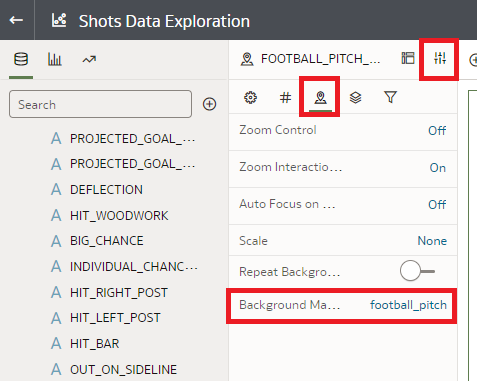 Shots Data Exploration
FOOTBALL_PITCH_...
Search
PROJECTED_GOAL_...
PROJECTED_GOAL_...
DEFLECTION
HIT_WOODWORK
BIG_CHANCE
INDIVIDUAL_CHANC...
HIT_RIGHT_POST
HIT_LEFT_POST
HIT_BAR
OUT_ON_SIDELINE
Zoom Control Off
Zoom Interactio... On
Auto Focus on ... Off
Scale None
Repeat Backgro...
Background Ma... football_pitch